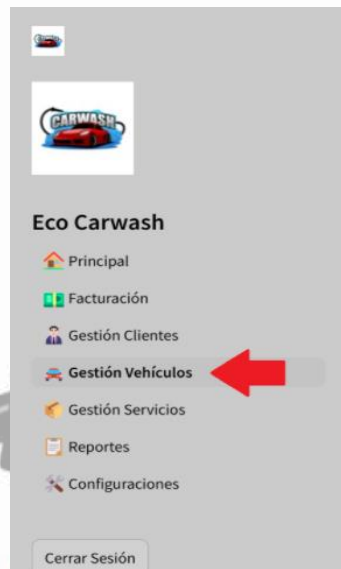 CARWASH
Eco Carwash
Principal
Facturación
Gestión Clientes
Gestión Vehículos
Gestión Servicios
Reportes
Configuraciones
Cerrar Sesión